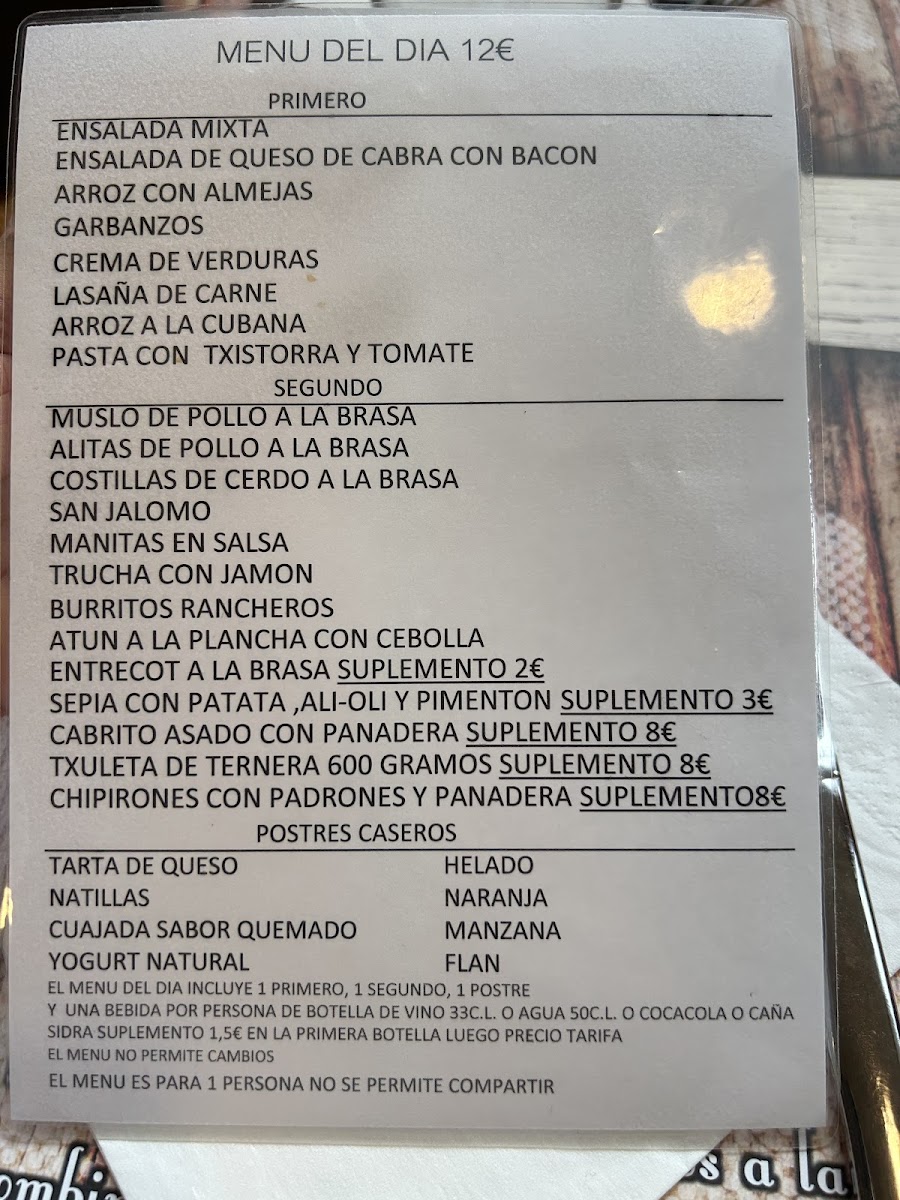 MENU DEL DIA 12€
PRIMERO
ENSALADA MIXTA
ENSALADA DE QUESO DE CABRA CON BACON
ARROZ CON ALMEJAS
GARBANZOS
CREMA DE VERDURAS
LASAÑA DE CARNE
ARROZ A LA CUBANA
PASTA CON TXISTORRA Y TOMATE
SEGUNDO
MUSLO DE POLLO A LA BRASA
ALITAS DE POLLO A LA BRASA
COSTILLAS DE CERDO A LA BRASA
SAN JALOMO
MANITAS EN SALSA
TRUCHA CON JAMON
BURRITOS RANCHEROS
ATUN A LA PLANCHA CON CEBOLLA
ENTRECOT A LA BRASA SUPLEMENTO 2€
SEPIA CON PATATA ,ALI-OLI Y PIMENTON SUPLEMENTO 3€
CABRITO ASADO CON PANADERA SUPLEMENTO 8€
TXULETA DE TERNERA 600 GRAMOS SUPLEMENTO 8€
CHIPIRONES CON PADRONES Y PANADERA SUPLEMENTO8€
POSTRES CASEROS
TARTA DE QUESO HELADO
NATILLAS NARANJA
CUAJADA SABOR QUEMADO MANZANA
YOGURT NATURAL FLAN
EL MENU DEL DIA INCLUYE 1 PRIMERO, 1 SEGUNDO, 1 POSTRE
Y UNA BEBIDA POR PERSONA DE BOTELLA DE VINO 33C.L. O AGUA 50C.L. O COCACOLA O CAÑA
SIDRA SUPLEMENTO 1,5€ EN LA PRIMERA BOTELLA LUEGO PRECIO TARIFA
EL MENU NO PERMITE CAMBIOS
EL MENU ES PARA 1 PERSONA NO SE PERMITE COMPARTIR
a la